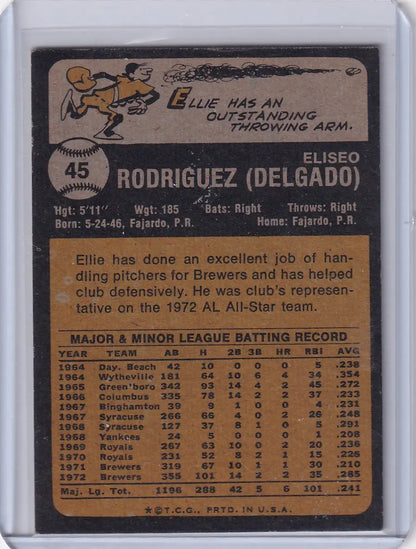 ELLIE HAS AN
OUTSTANDING
THROWING ARM.
45
ELISEO
RODRIGUEZ (DELGADO)
Hgt: 5'11" Wgt: 185 Bats: Right Throws: Right
Born: 5-24-46, Fajardo, P.R. Home: Fajardo, P.R.
Ellie has done an excellent job of han-
dling pitchers for Brewers and has helped
club defensively. He was club's represen-
tative on the 1972 AL All-Star team.
MAJOR & MINOR LEAGUE BATTING RECORD
YEAR TEAM AB H 2B 3B HR RBI AVG
1964 Day. Beach 42 10 0 0 0 5 .238
1964 Wytheville 181 64 10 6 4 34 .354
1965 Green'boro 342 93 14 4 2 45 .272
1966 Columbus 335 78 14 2 2 37 .233
1967 Binghamton 39 9 1 0 0 4 .231
1967 Syracuse 266 66 4 0 2 26 .248
1968 Syracuse 127 37 8 1 0 5 .291
1968 Yankees 24 5 0 0 0 1 .208
1969 Royals 267 63 10 0 2 20 .236
1970 Royals 231 52 8 2 1 15 .225
1971 Brewers 319 67 10 1 1 30 .210
1972 Brewers 355 101 14 2 2 35 .285
Maj. Lg. Tot. 1196 288 42 5 6 101 .241
*©T.C.G., PRTD. IN U.S.A.